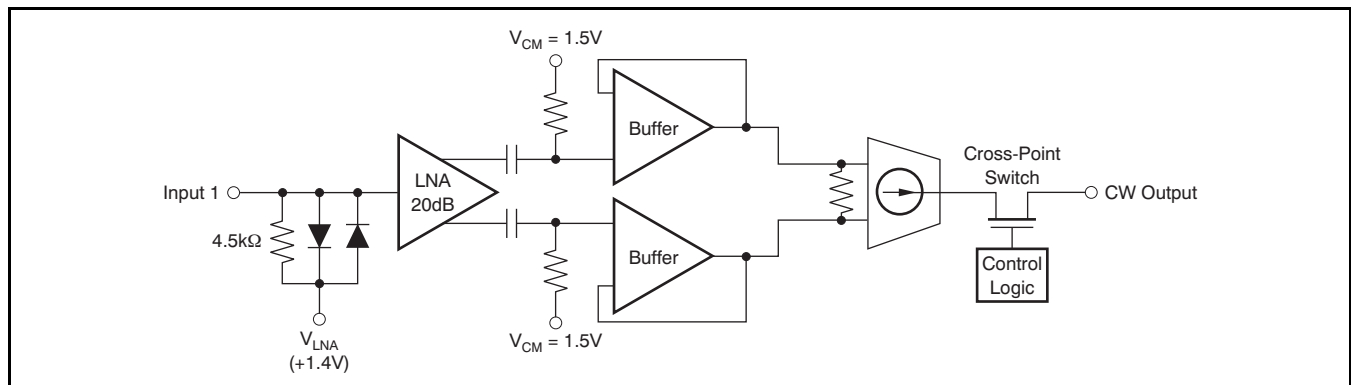 V_CM = 1.5V
Buffer
Cross-Point
Switch
LNA
20dB
Input 1
CW Output
4.5kΩ
Buffer
Control
Logic
V_LNA
(+1.4V)
V_CM = 1.5V